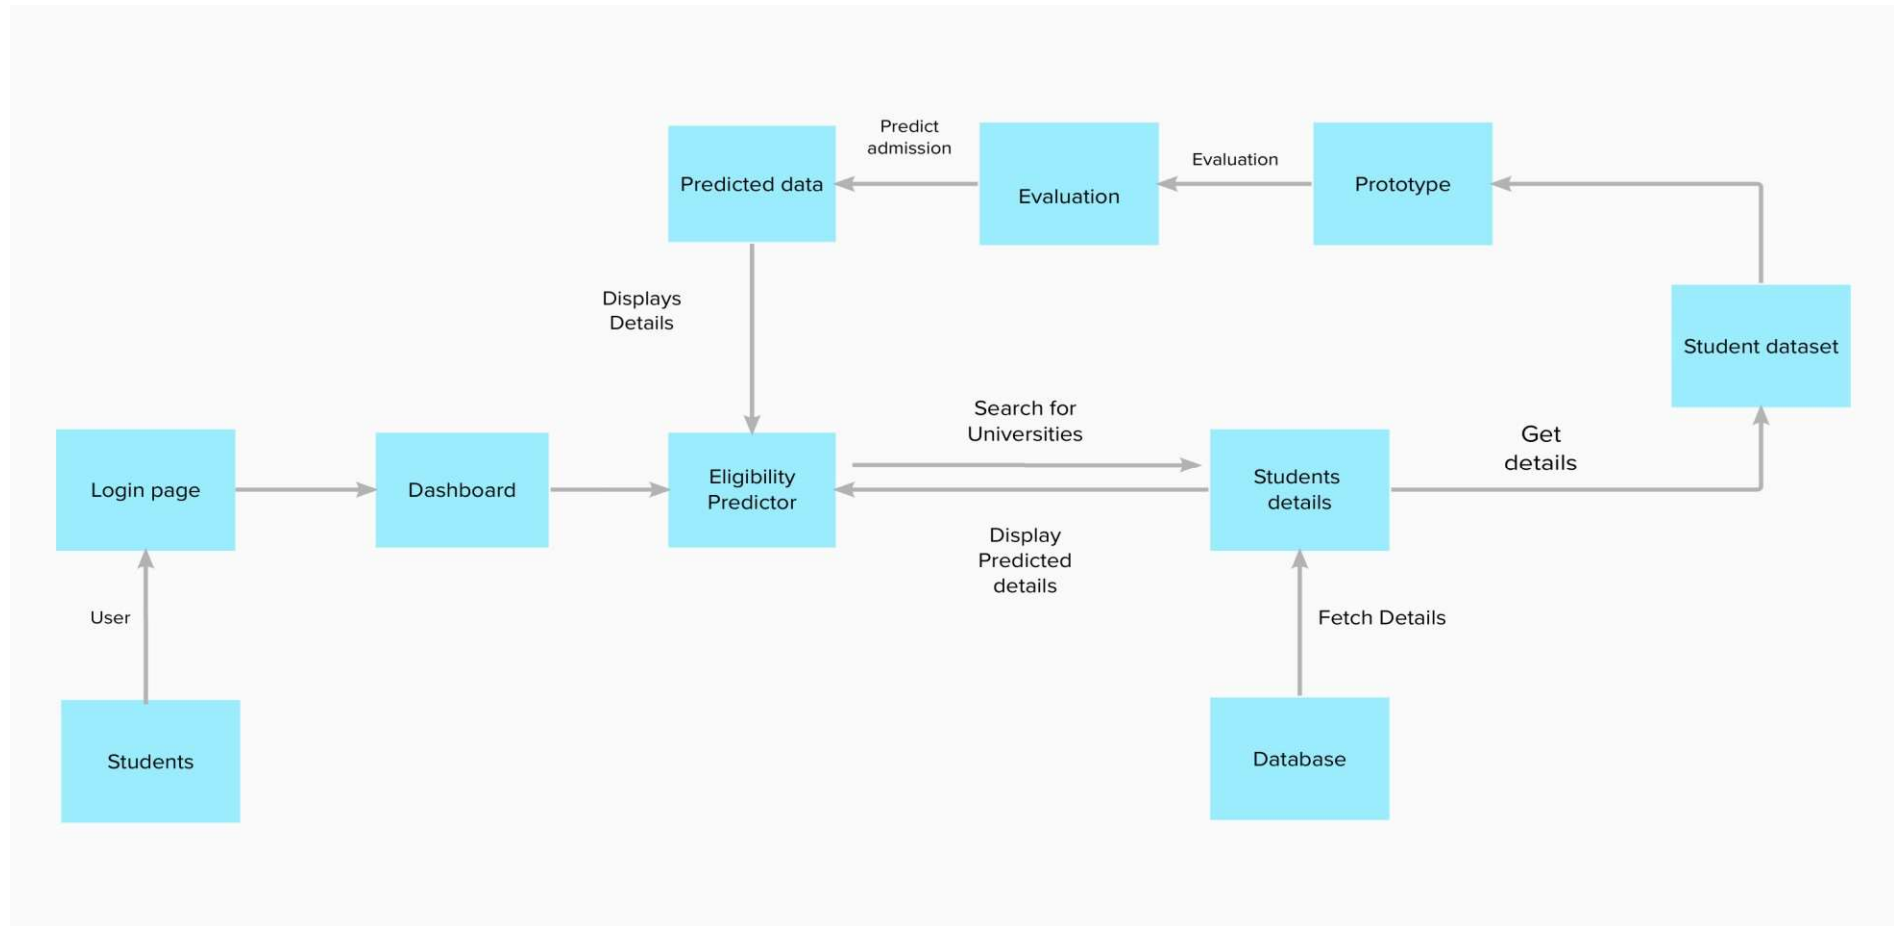 Predict
admission
Predicted data
Evaluation
Evaluation
Prototype
Displays
Details
Student dataset
Search for
Universities
Get
details
Login page
Dashboard
Eligibility
Predictor
Students
details
Display
Predicted
details
User
Fetch Details
Students
Database